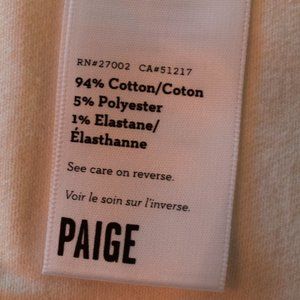 RN#27002 CA#51217
94% Cotton/Coton
5% Polyester
1% Elastane/
Élasthanne
See care on reverse.
Voir le soin sur l'inverse.
PAIGE